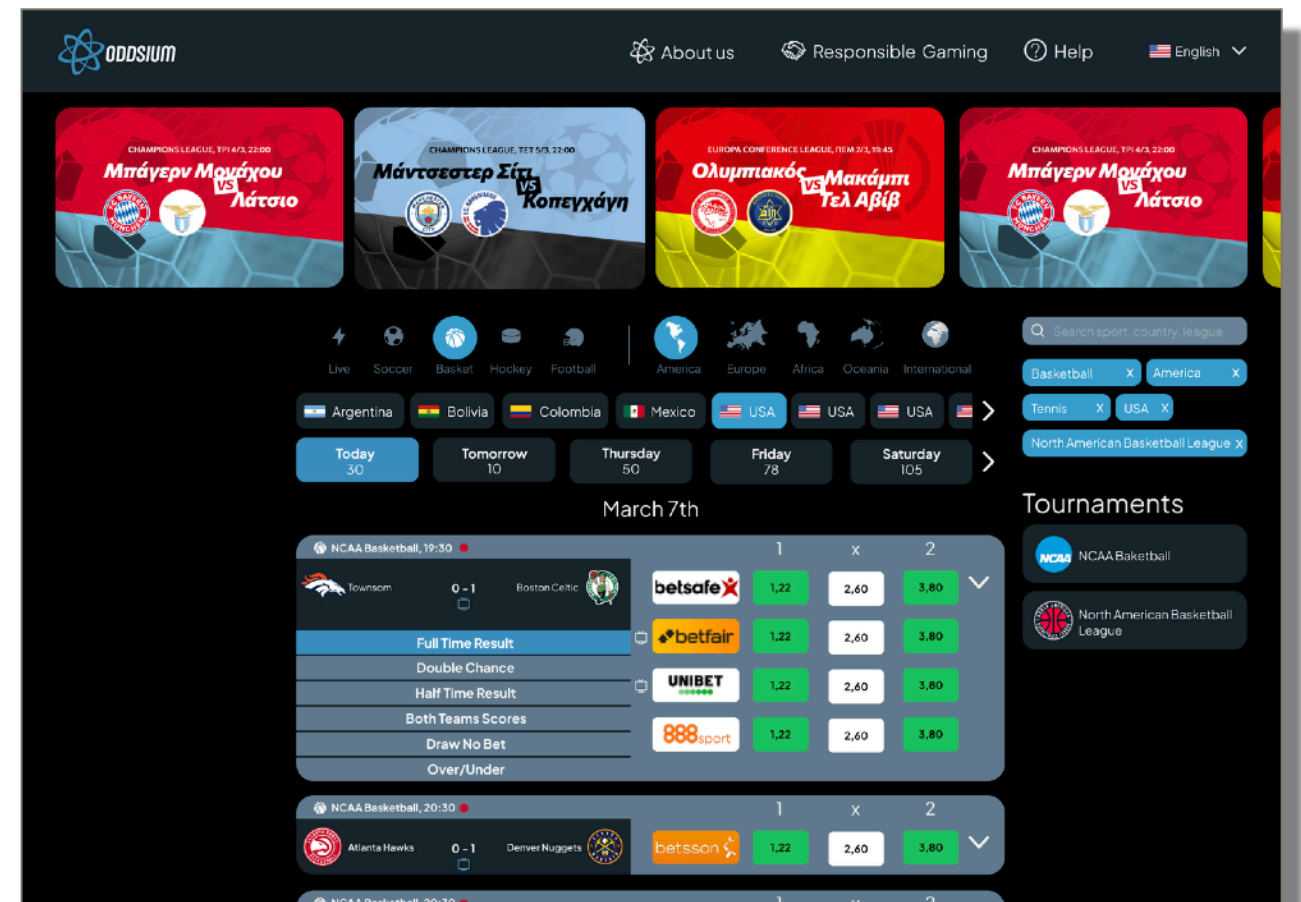 ODDSIUM
About us
Responsible Gaming
Help
English
CHAMPIONS LEAGUE, ΤΡΙ 4/3, 22:00
Μπάγερν Μονάχου
VS
Λάτσιο
CHAMPIONS LEAGUE, ΤΕΤ 5/3, 22:00
Μάντσεστερ Σίτι
VS
Κοπεγχάγη
EUROPA CONFERENCE LEAGUE, ΠΕΜ 7/3, 19:45
Ολυμπιακός
VS
Μακάμπι
Τελ Αβίβ
CHAMPIONS LEAGUE, ΤΡΙ 4/3, 22:00
Μπάγερν Μονάχου
VS
Λάτσιο
Live Soccer Basket Hockey Football America Europe Africa Oceania International
Search sport, country, league
Basketball X America X
Tennis X USA X
North American Basketball League X
Argentina Bolivia Colombia Mexico USA USA USA
Today Tomorrow Thursday Friday Saturday
30 10 50 78 105
March 7th
Tournaments
NCAA NCAA Baketball
North American Basketball
League
NCAA Basketball, 19:30 1 x 2
Townsom 0 - 1 Boston Celtic
betsafe 1,22 2,60 3,80
Full Time Result
betfair 1,22 2,60 3,80
Double Chance
Half Time Result
UNIBET 1,22 2,60 3,80
Both Teams Scores
Draw No Bet
888sport 1,22 2,60 3,80
Over/Under
NCAA Basketball, 20:30 1 x 2
Atlanta Hawks 0 - 1 Denver Nuggets betsson 1,22 2,60 3,80